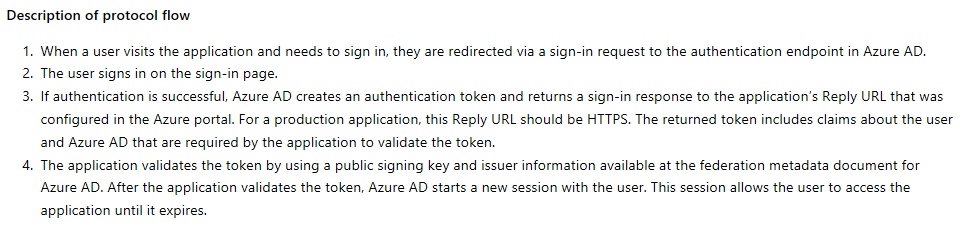 Description of protocol flow
1. When a user visits the application and needs to sign in, they are redirected via a sign-in request to the authentication endpoint in Azure AD.
2. The user signs in on the sign-in page.
3. If authentication is successful, Azure AD creates an authentication token and returns a sign-in response to the application's Reply URL that was
configured in the Azure portal. For a production application, this Reply URL should be HTTPS. The returned token includes claims about the user
and Azure AD that are required by the application to validate the token.
4. The application validates the token by using a public signing key and issuer information available at the federation metadata document for
Azure AD. After the application validates the token, Azure AD starts a new session with the user. This session allows the user to access the
application until it expires.